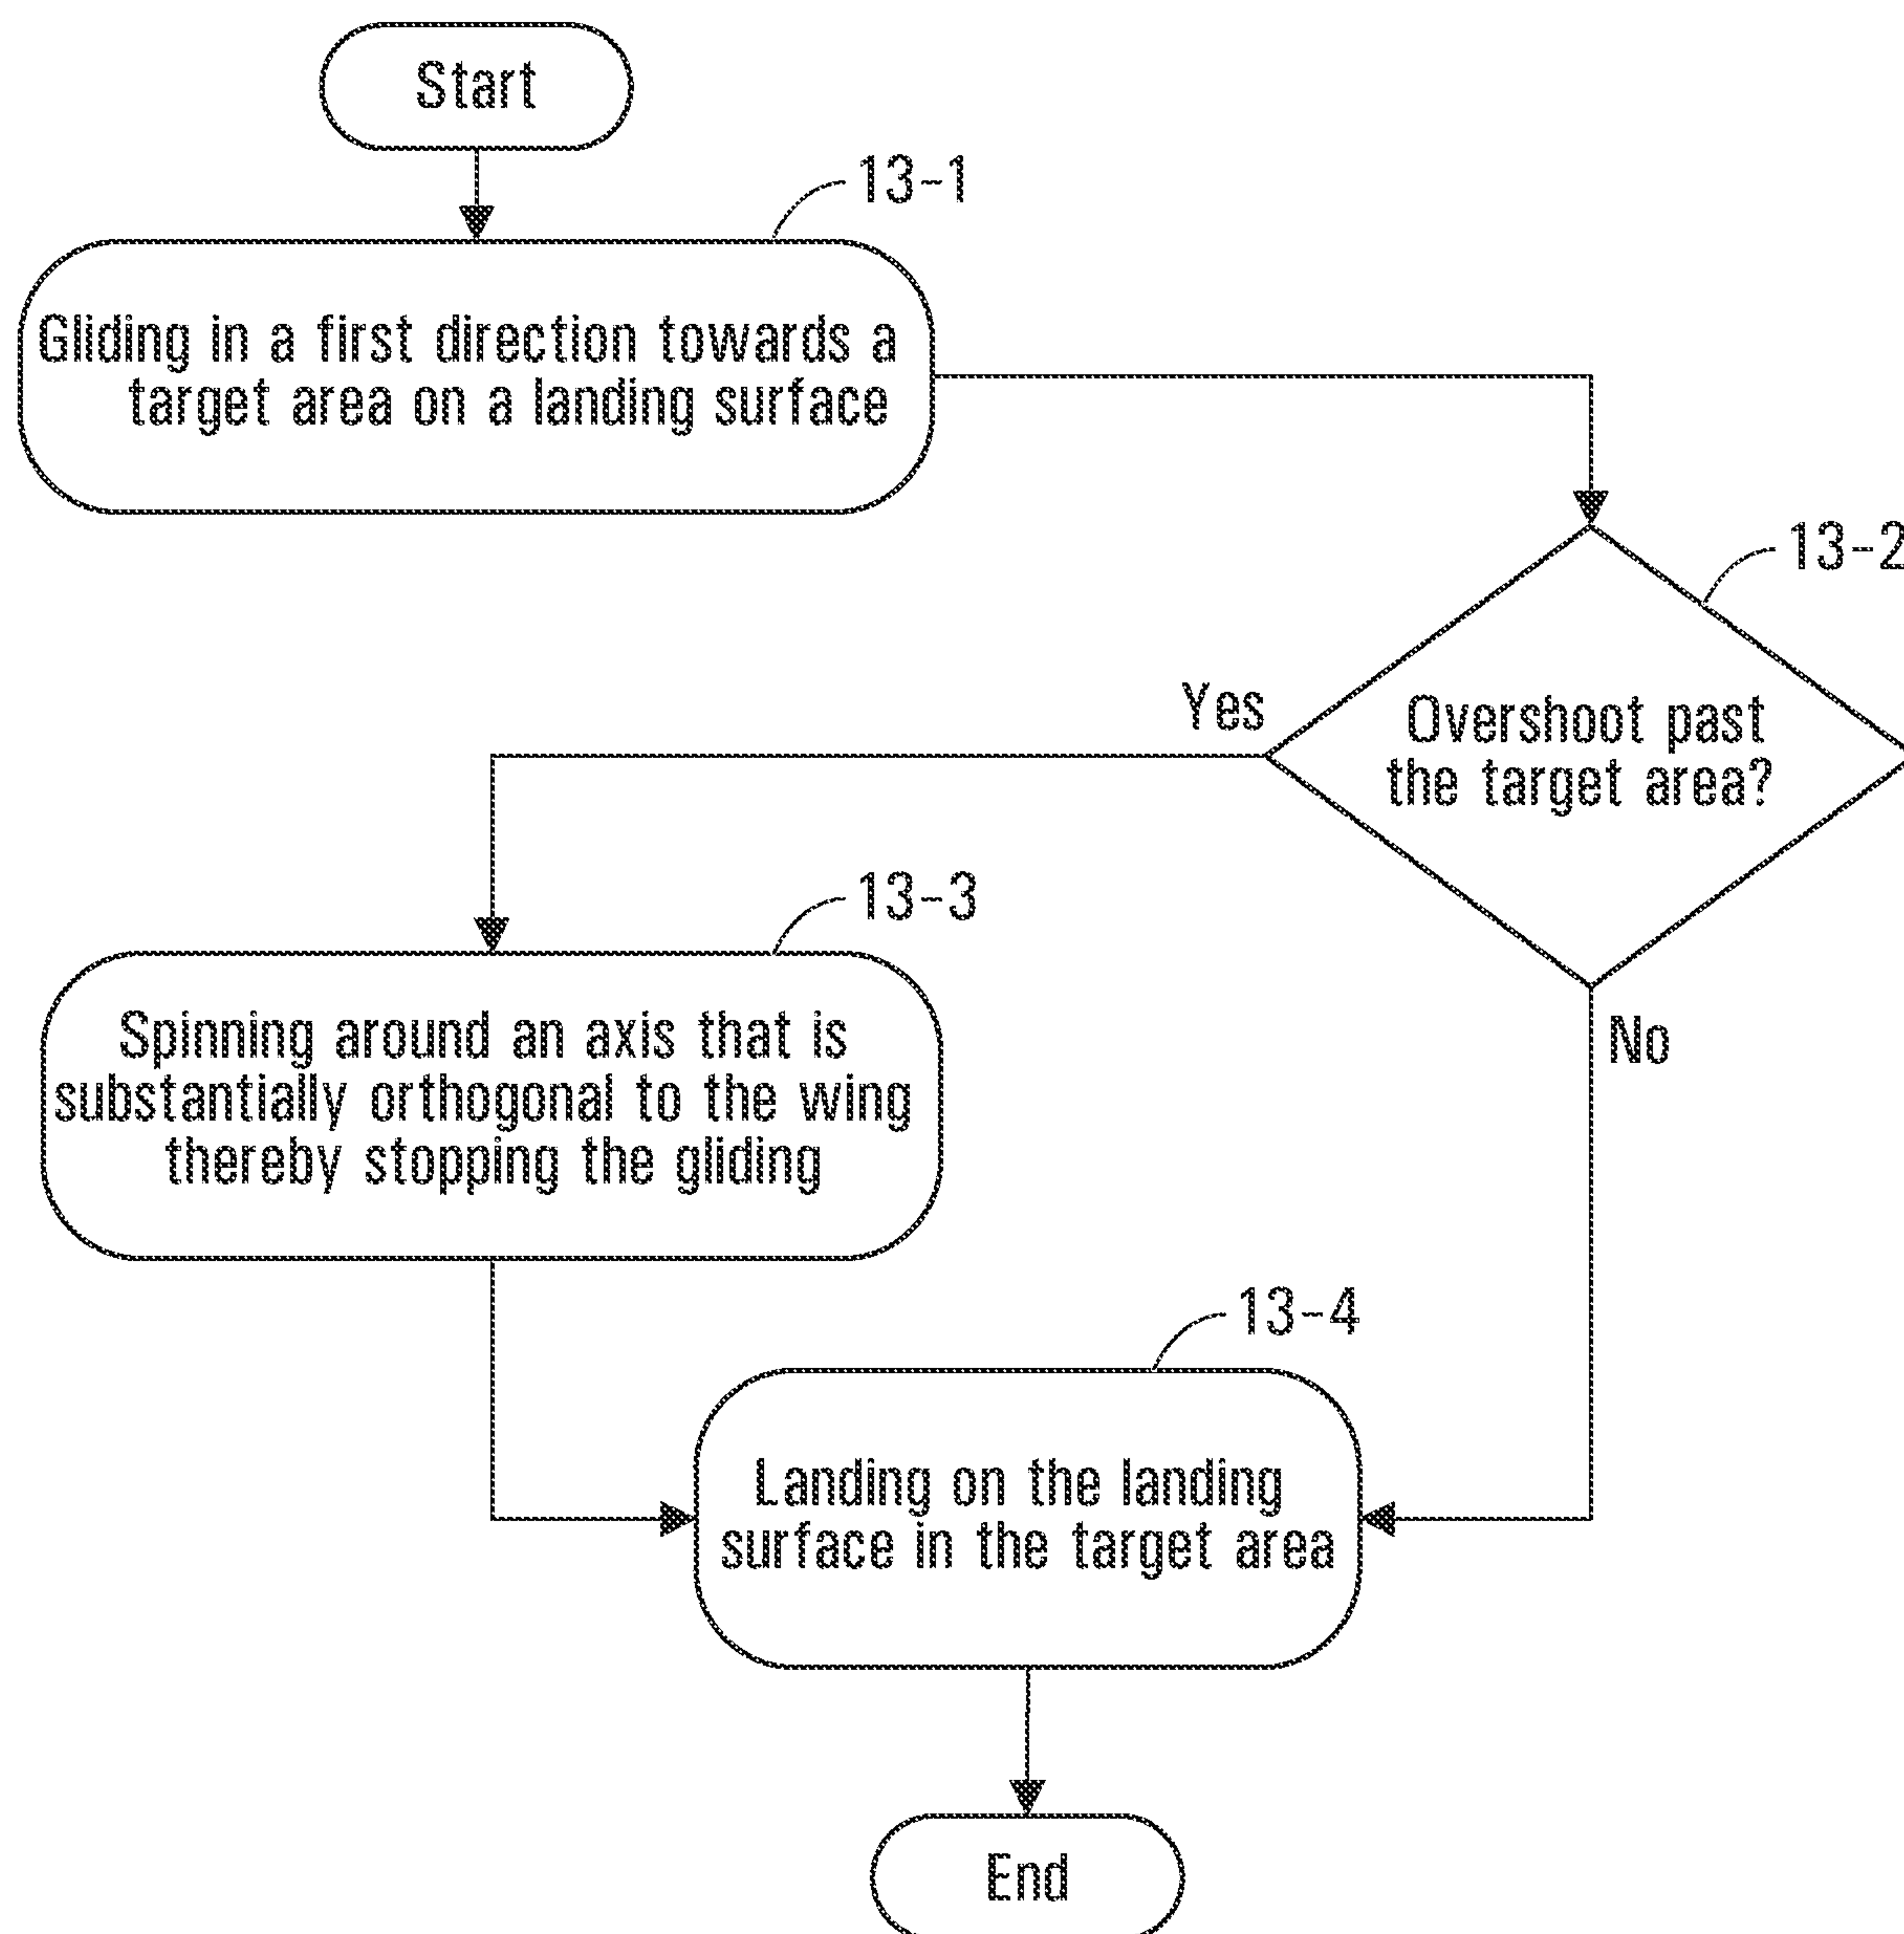 Start
13-1
Gliding in a first direction towards a
target area on a landing surface
13-2
Yes
Overshoot past
the target area?
No
13-3
Spinning around an axis that is
substantially orthogonal to the wing
thereby stopping the gliding
13-4
Landing on the landing
surface in the target area
End